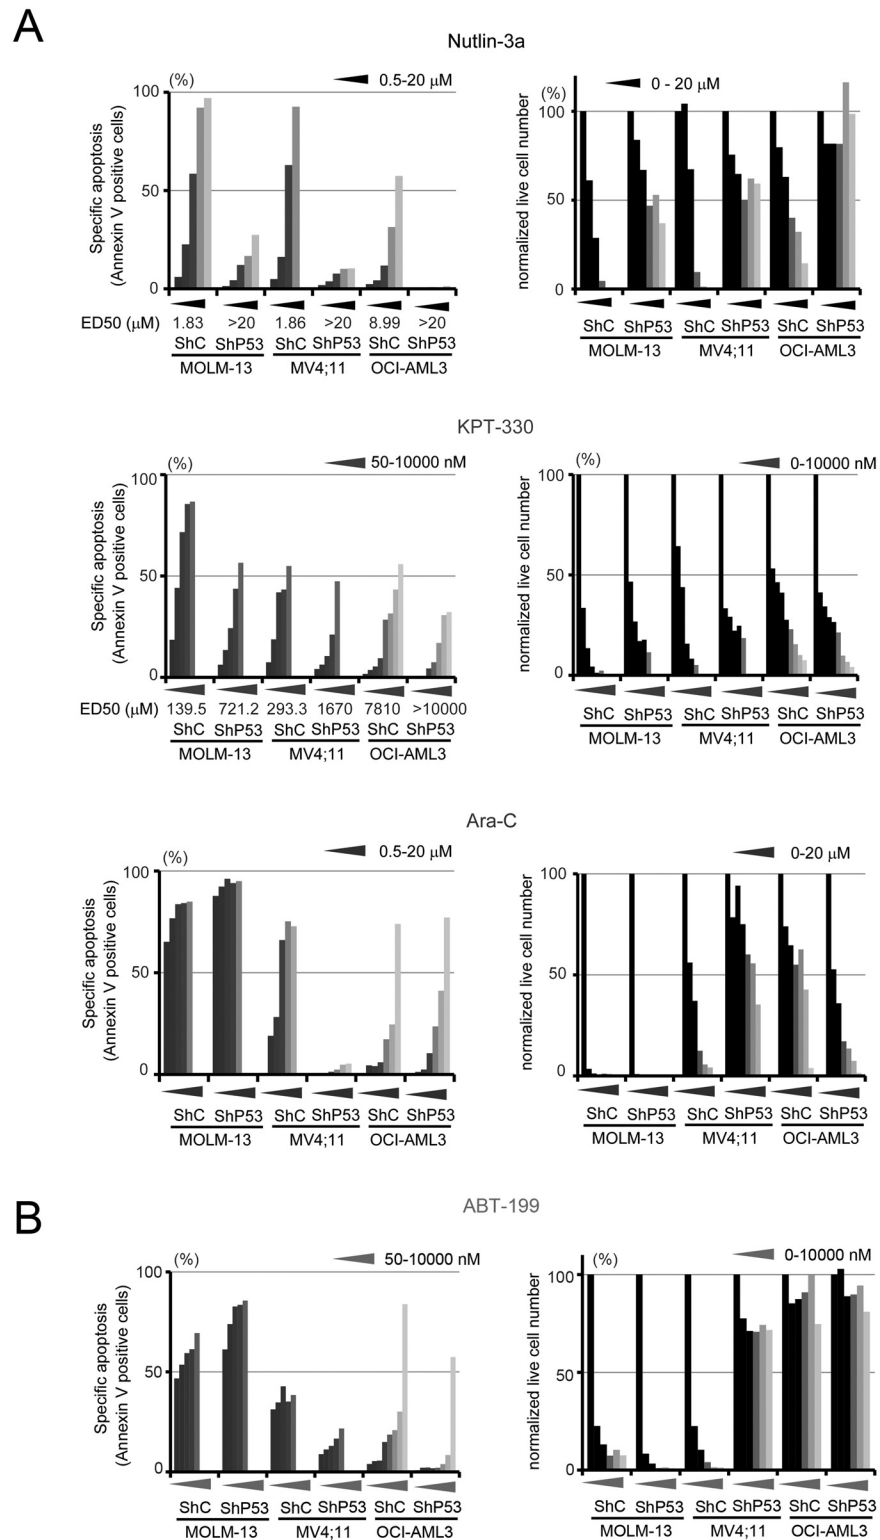 A
Nutlin-3a
(%)
0.5-20 μM
100
50
0
Specific apoptosis
(Annexin V positive cells)
ED50 (μM)
1.83 >20 1.86 >20 8.99 >20
ShC ShP53 ShC ShP53 ShC ShP53
MOLM-13 MV4;11 OCI-AML3
(%)
0 - 20 μM
100
50
0
normalized live cell number
ShC ShP53 ShC ShP53 ShC ShP53
MOLM-13 MV4;11 OCI-AML3
KPT-330
(%)
50-10000 nM
100
50
0
Specific apoptosis
(Annexin V positive cells)
ED50 (μM)
139.5 721.2 293.3 1670 7810 >10000
ShC ShP53 ShC ShP53 ShC ShP53
MOLM-13 MV4;11 OCI-AML3
(%)
0-10000 nM
100
50
0
normalized live cell number
ShC ShP53 ShC ShP53 ShC ShP53
MOLM-13 MV4;11 OCI-AML3
Ara-C
(%)
0.5-20 μM
100
50
0
Specific apoptosis
(Annexin V positive cells)
ShC ShP53 ShC ShP53 ShC ShP53
MOLM-13 MV4;11 OCI-AML3
0-20 μM
100
50
0
normalized live cell number
ShC ShP53 ShC ShP53 ShC ShP53
MOLM-13 MV4;11 OCI-AML3
B
ABT-199
(%)
50-10000 nM
100
50
0
Specific apoptosis
(Annexin V positive cells)
ShC ShP53 ShC ShP53 ShC ShP53
MOLM-13 MV4;11 OCI-AML3
(%)
0-10000 nM
100
50
0
normalized live cell number
ShC ShP53 ShC ShP53 ShC ShP53
MOLM-13 MV4;11 OCI-AML3